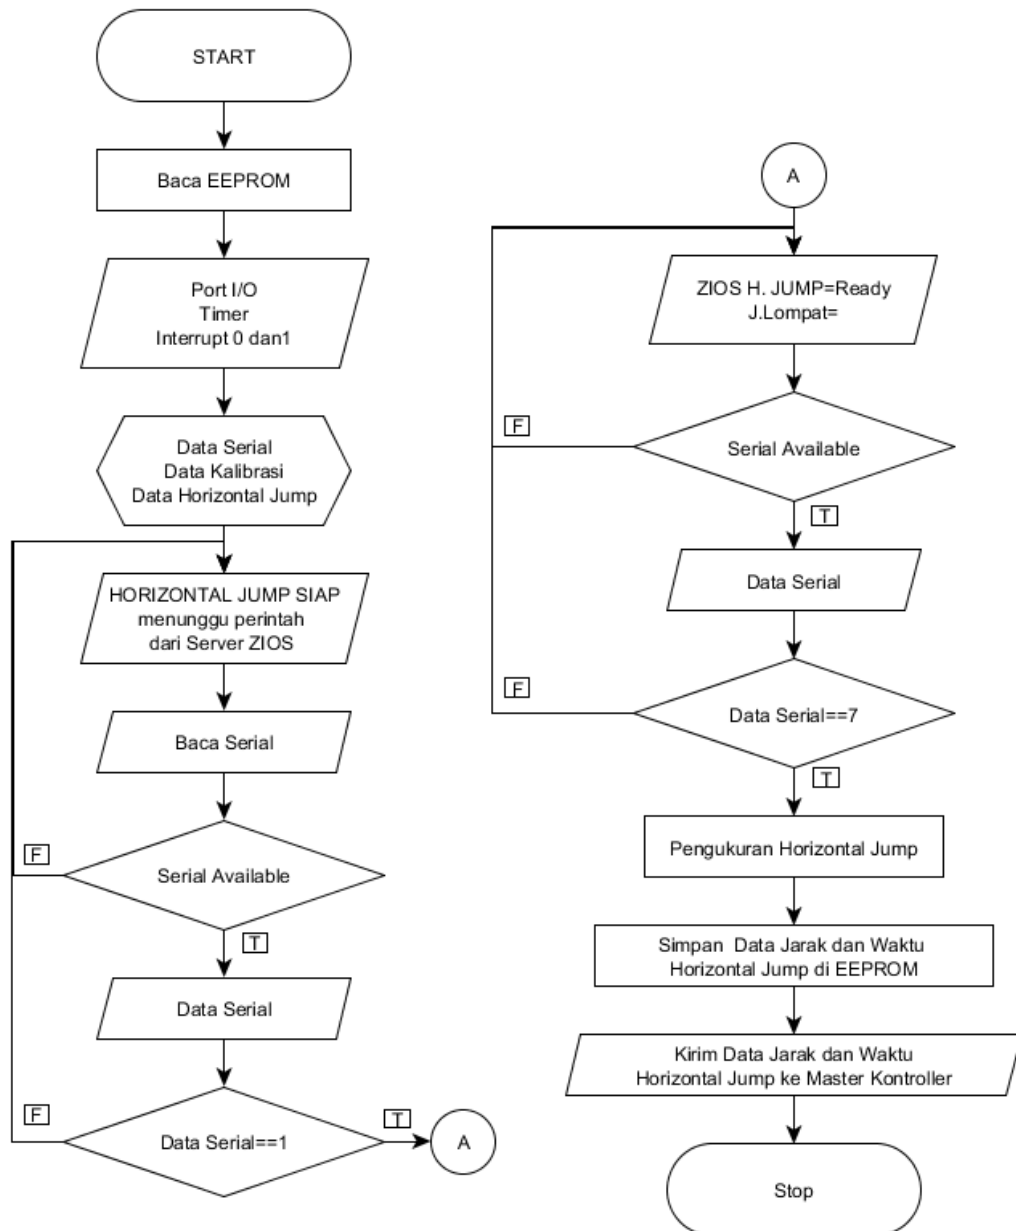 START
Baca EEPROM
Port I/O
Timer
Interrupt 0 dan1
Data Serial
Data Kalibrasi
Data Horizontal Jump
HORIZONTAL JUMP SIAP
menunggu perintah
dari Server ZIOS
Baca Serial
F
Serial Available
T
Data Serial
F
Data Serial==1
T
A
A
ZIOS H. JUMP=Ready
J.Lompat=
F
Serial Available
T
Data Serial
F
Data Serial==7
T
Pengukuran Horizontal Jump
Simpan Data Jarak dan Waktu
Horizontal Jump di EEPROM
Kirim Data Jarak dan Waktu
Horizontal Jump ke Master Kontroller
Stop